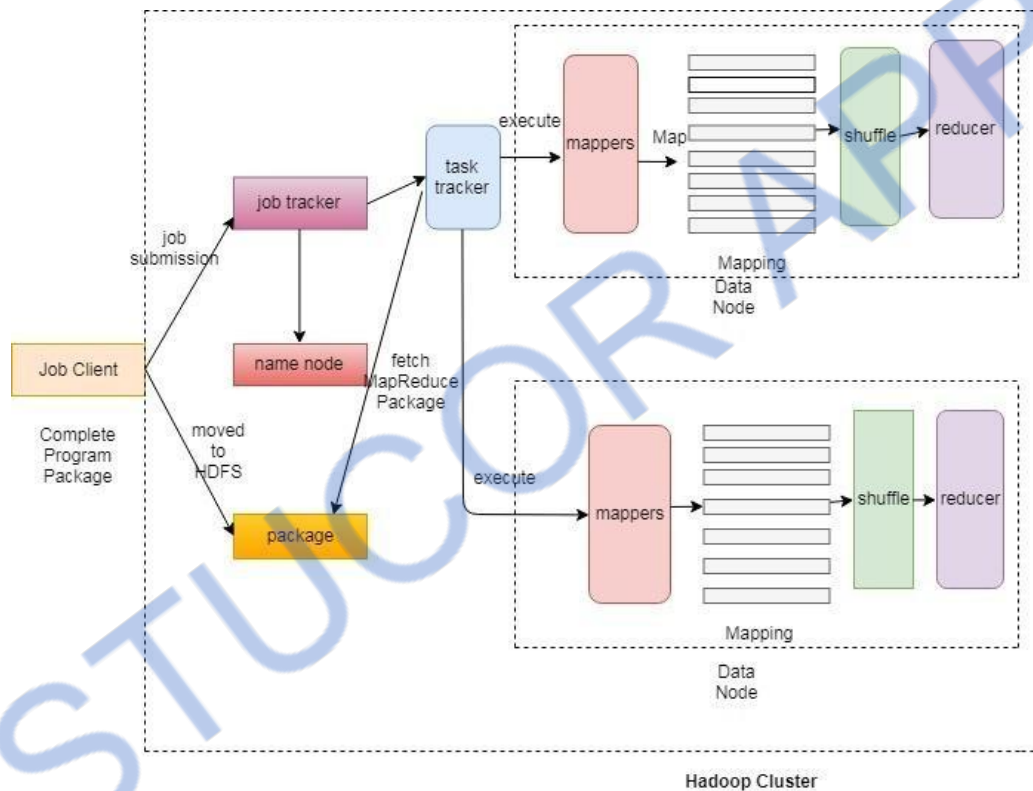 execute
mappers
Map
shuffle
reducer
Mapping
Data
Node
task
tracker
job tracker
job
submission
name node
Job Client
Complete
Program
Package
fetch
MapReduce
Package
moved
to
HDFS
package
execute
mappers
shuffle
reducer
Mapping
Data
Node
Hadoop Cluster
STUCOR APP